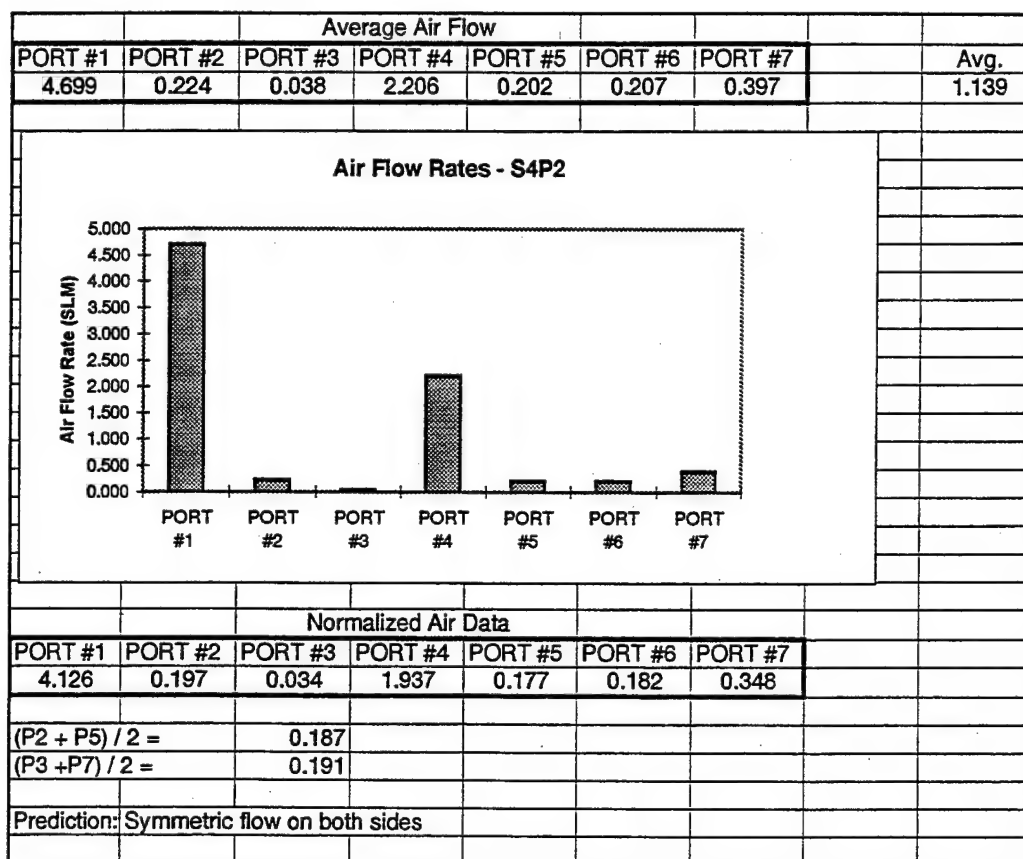 Average Air Flow
PORT #1 PORT #2 PORT #3 PORT #4 PORT #5 PORT #6 PORT #7 Avg.
4.699 0.224 0.038 2.206 0.202 0.207 0.397 1.139
Air Flow Rates - S4P2
Air Flow Rate (SLM)
5.000
4.500
4.000
3.500
3.000
2.500
2.000
1.500
1.000
0.500
0.000
PORT PORT PORT PORT PORT PORT PORT
#1 #2 #3 #4 #5 #6 #7
Normalized Air Data
PORT #1 PORT #2 PORT #3 PORT #4 PORT #5 PORT #6 PORT #7
4.126 0.197 0.034 1.937 0.177 0.182 0.348
(P2 + P5) / 2 = 0.187
(P3 +P7) / 2 = 0.191
Prediction: Symmetric flow on both sides